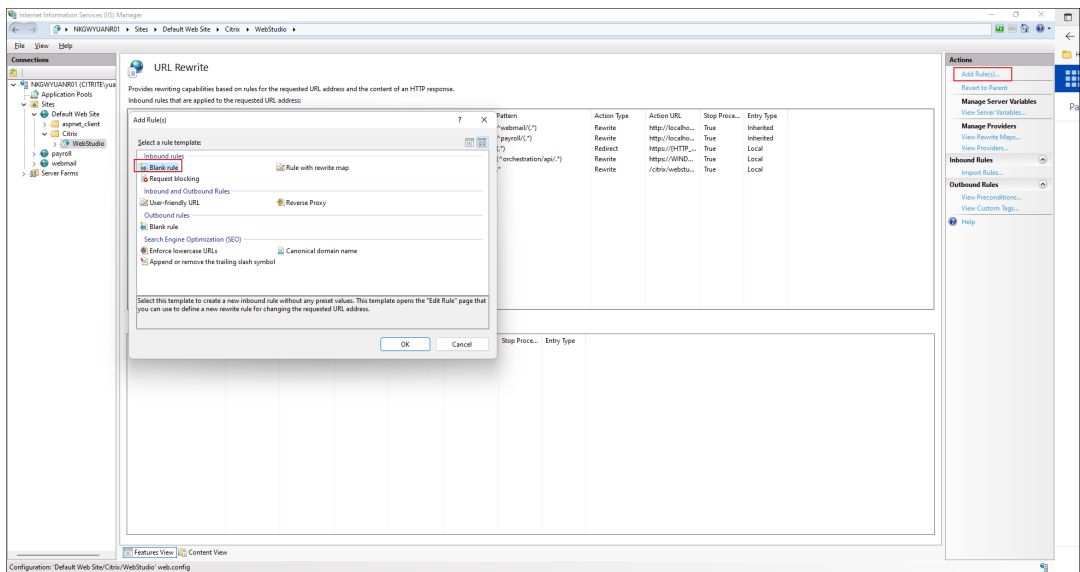 Internet Information Services (IIS) Manager
NKGWYUANR01 Sites Default Web Site Citrix WebStudio
File View Help
Connections
NKGWYUANR01 (CITRITE\yua
Application Pools
Sites
Default Web Site
aspnet_client
Citrix
WebStudio
payroll
webmail
Server Farms
URL Rewrite
Provides rewriting capabilities based on rules for the requested URL address and the content of an HTTP response.
Inbound rules that are applied to the requested URL address:
Pattern Action Type Action URL Stop Proce... Entry Type
^webmail/(.*) Rewrite http://localho... True Inherited
^payroll/(.*) Rewrite http://localho... True Inherited
(.*) Redirect https://{HTTP_... True Local
(^orchestration/api/.*) Rewrite https://WIND... True Local
.* Rewrite /citrix/webstu... True Local
Add Rule(s)
? ×
Select a rule template:
Inbound rules
Blank rule Rule with rewrite map
Request blocking
Inbound and Outbound Rules
User-friendly URL Reverse Proxy
Outbound rules
Blank rule
Search Engine Optimization (SEO)
Enforce lowercase URLs Canonical domain name
Append or remove the trailing slash symbol
Select this template to create a new inbound rule without any preset values. This template opens the "Edit Rule" page that
you can use to define a new rewrite rule for changing the requested URL address.
OK Cancel
Stop Proce... Entry Type
Features View Content View
Actions
Add Rule(s)...
Revert to Parent
Manage Server Variables
View Server Variables...
Manage Providers
View Rewrite Maps...
View Providers...
Inbound Rules
Import Rules...
Outbound Rules
View Preconditions...
View Custom Tags...
Help
H
Pa
Configuration: 'Default Web Site/Citrix/WebStudio' web.config